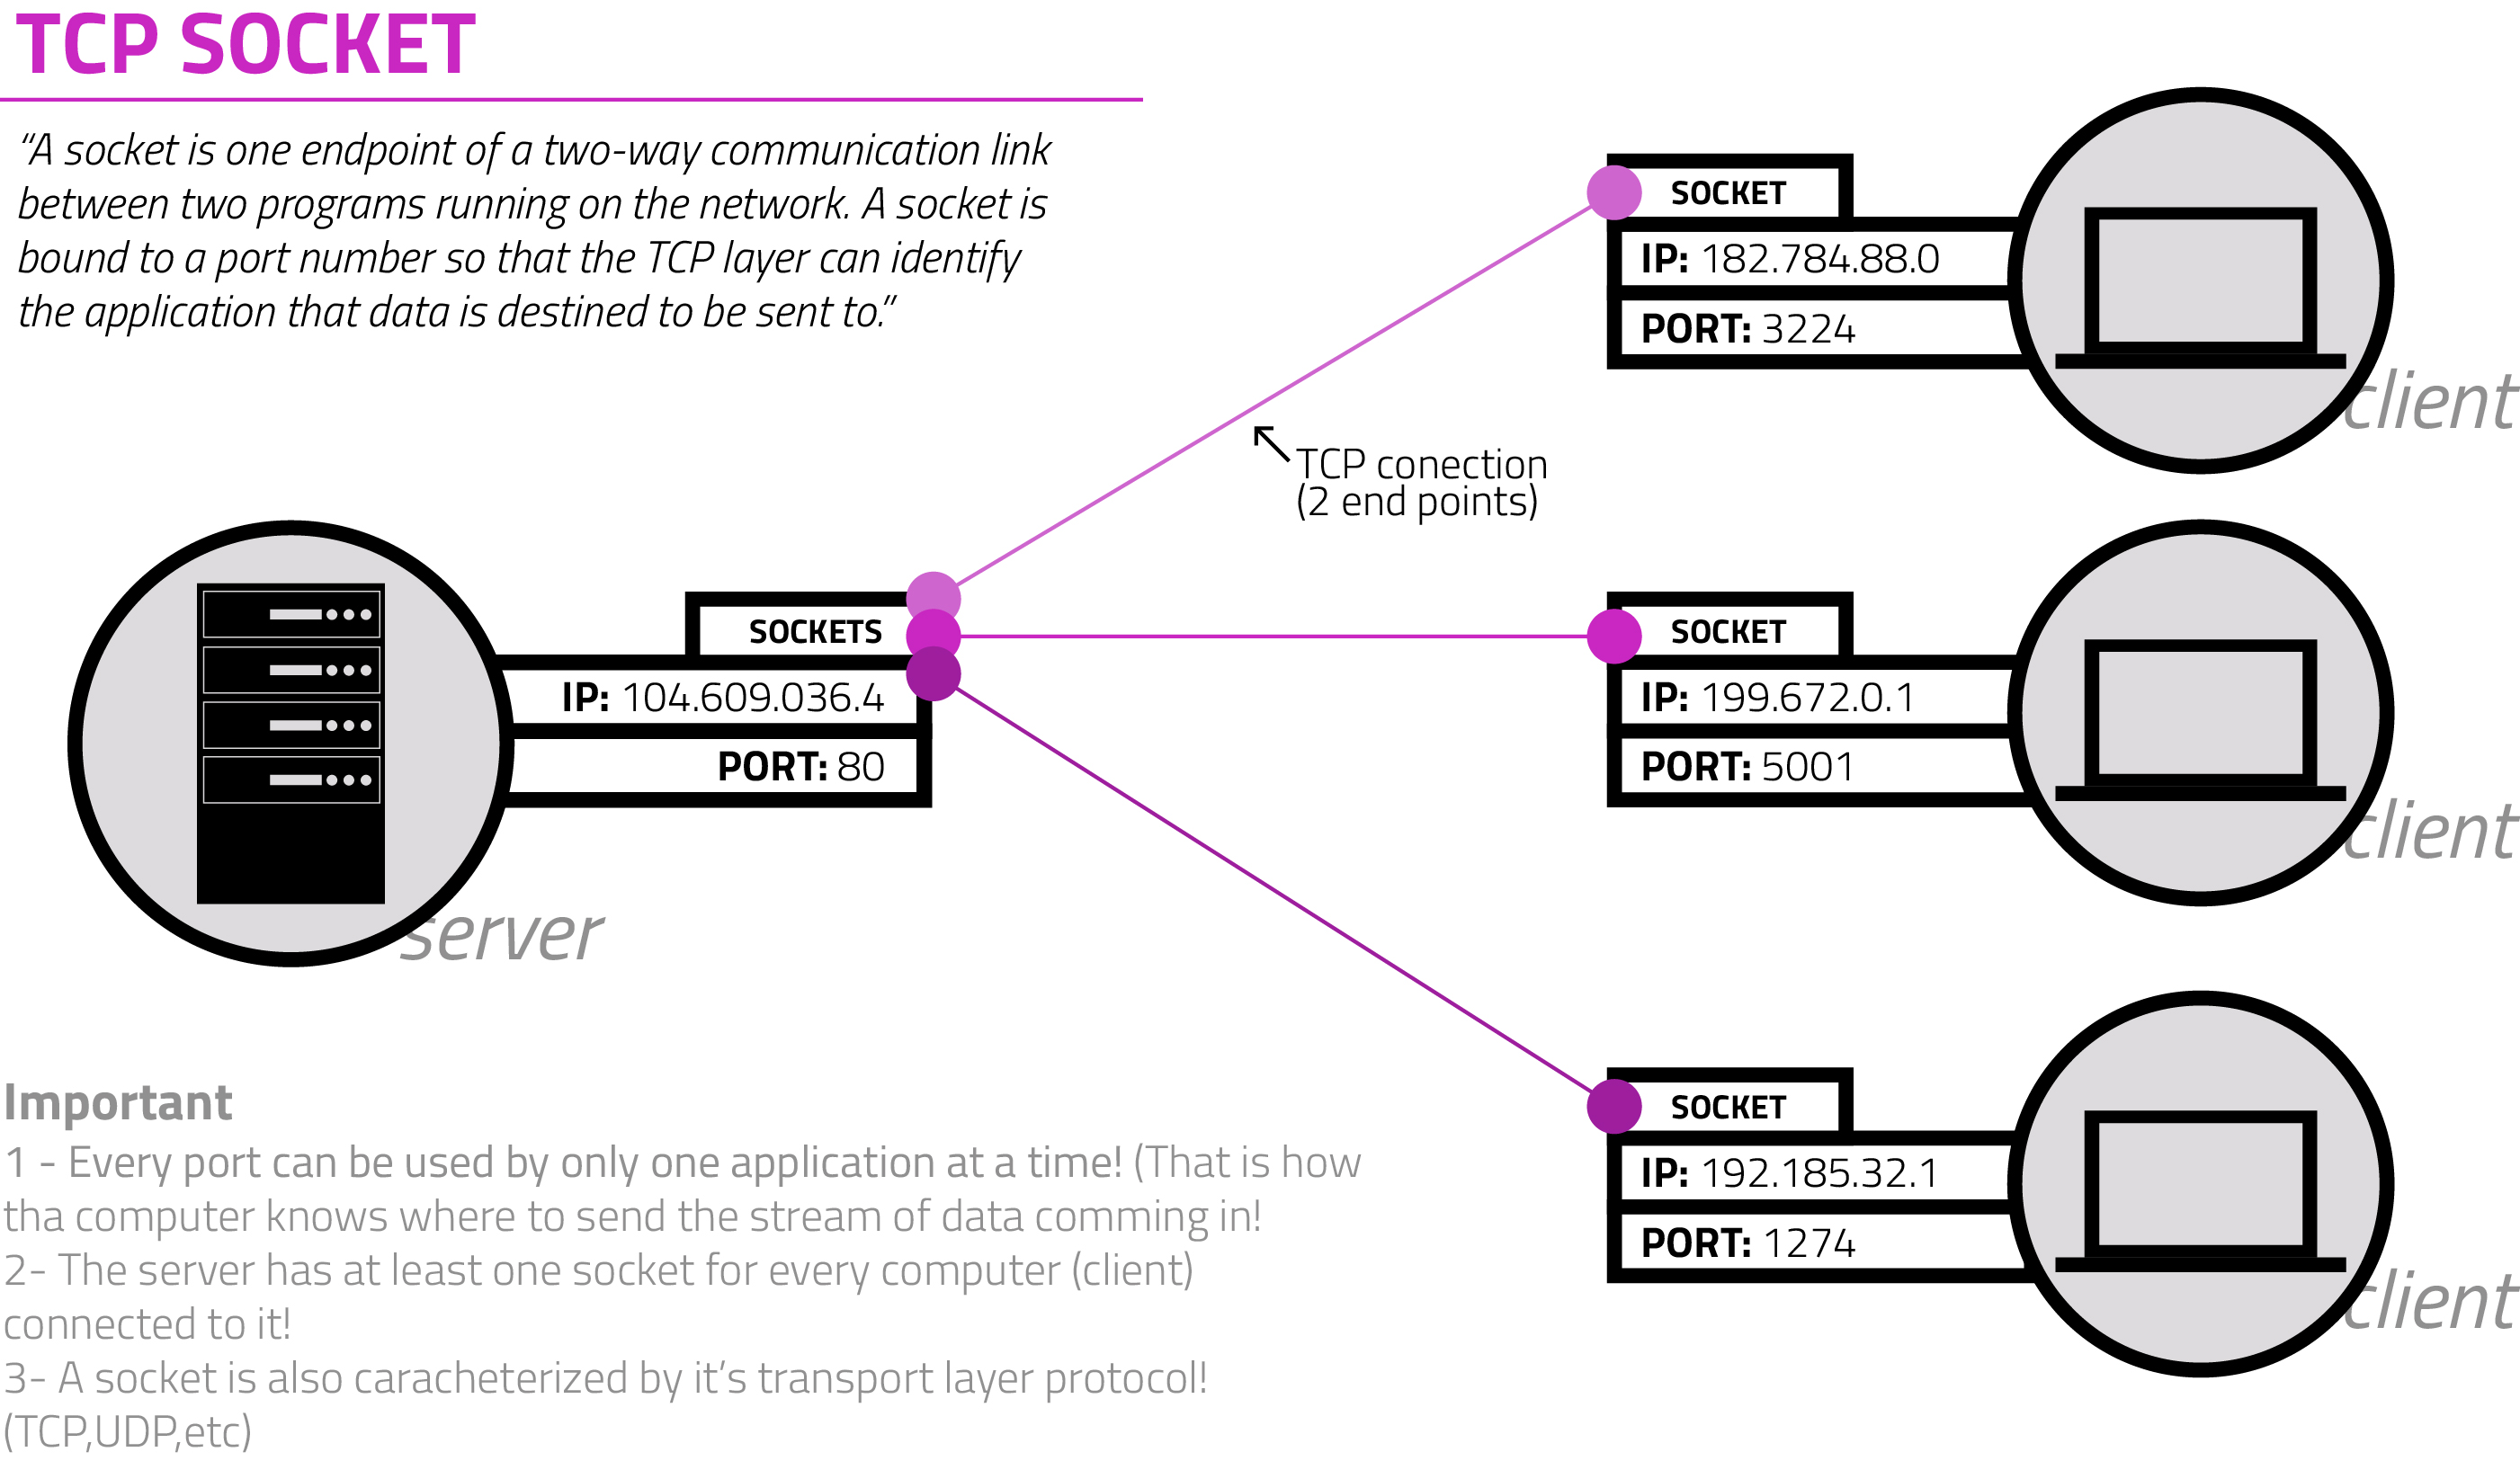 TCP SOCKET
“A socket is one endpoint of a two-way communication link
between two programs running on the network. A socket is
bound to a port number so that the TCP layer can identify
the application that data is destined to be sent to.”
SOCKET
IP: 182.784.88.0
PORT: 3224
client
TCP conection
(2 end points)
SOCKETS
IP: 104.609.036.4
PORT: 80
server
SOCKET
IP: 199.672.0.1
PORT: 5001
client
SOCKET
IP: 192.185.32.1
PORT: 1274
client
Important
1 - Every port can be used by only one application at a time! (That is how
tha computer knows where to send the stream of data comming in!
2- The server has at least one socket for every computer (client)
connected to it!
3- A socket is also caracheterized by it’s transport layer protocol!
(TCP,UDP,etc)